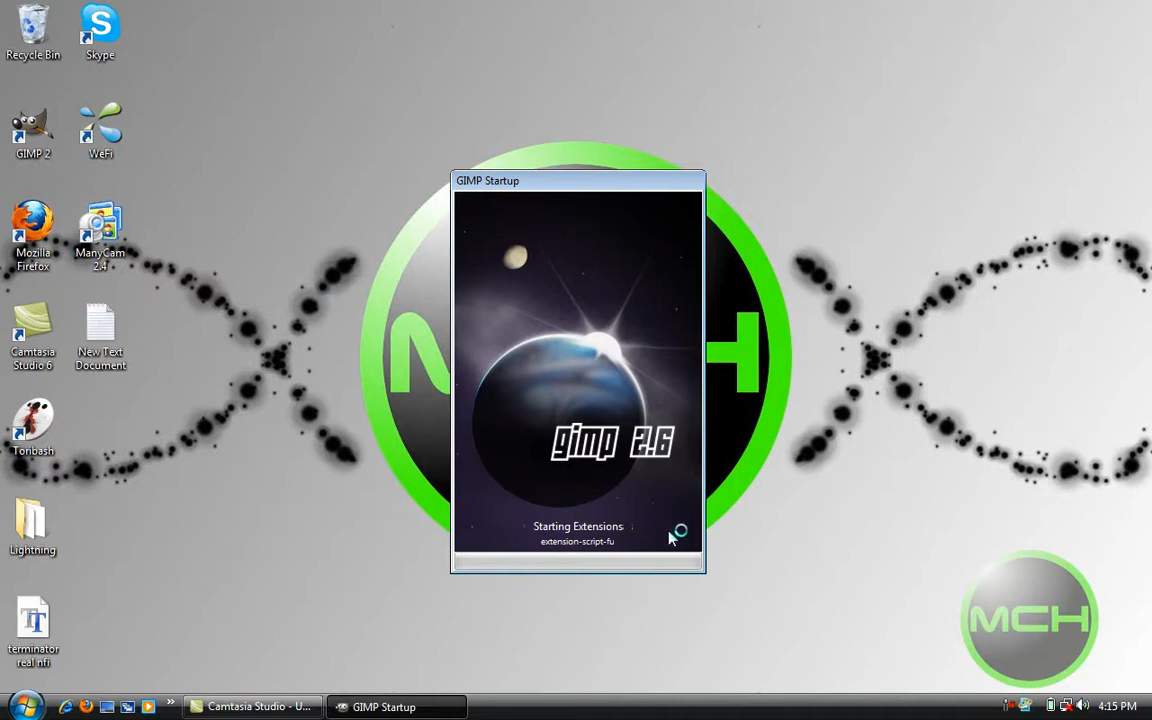 Recycle Bin
Skype
GIMP 2
WeFi
Mozilla
Firefox
ManyCam
2.4
Camtasia
Studio 6
New Text
Document
Toribash
Lightning
terminator
real nfi
GIMP Startup
gimp 2.6
Starting Extensions
extension-script-fu
MCH
Camtasia Studio - U...
GIMP Startup
4:15 PM